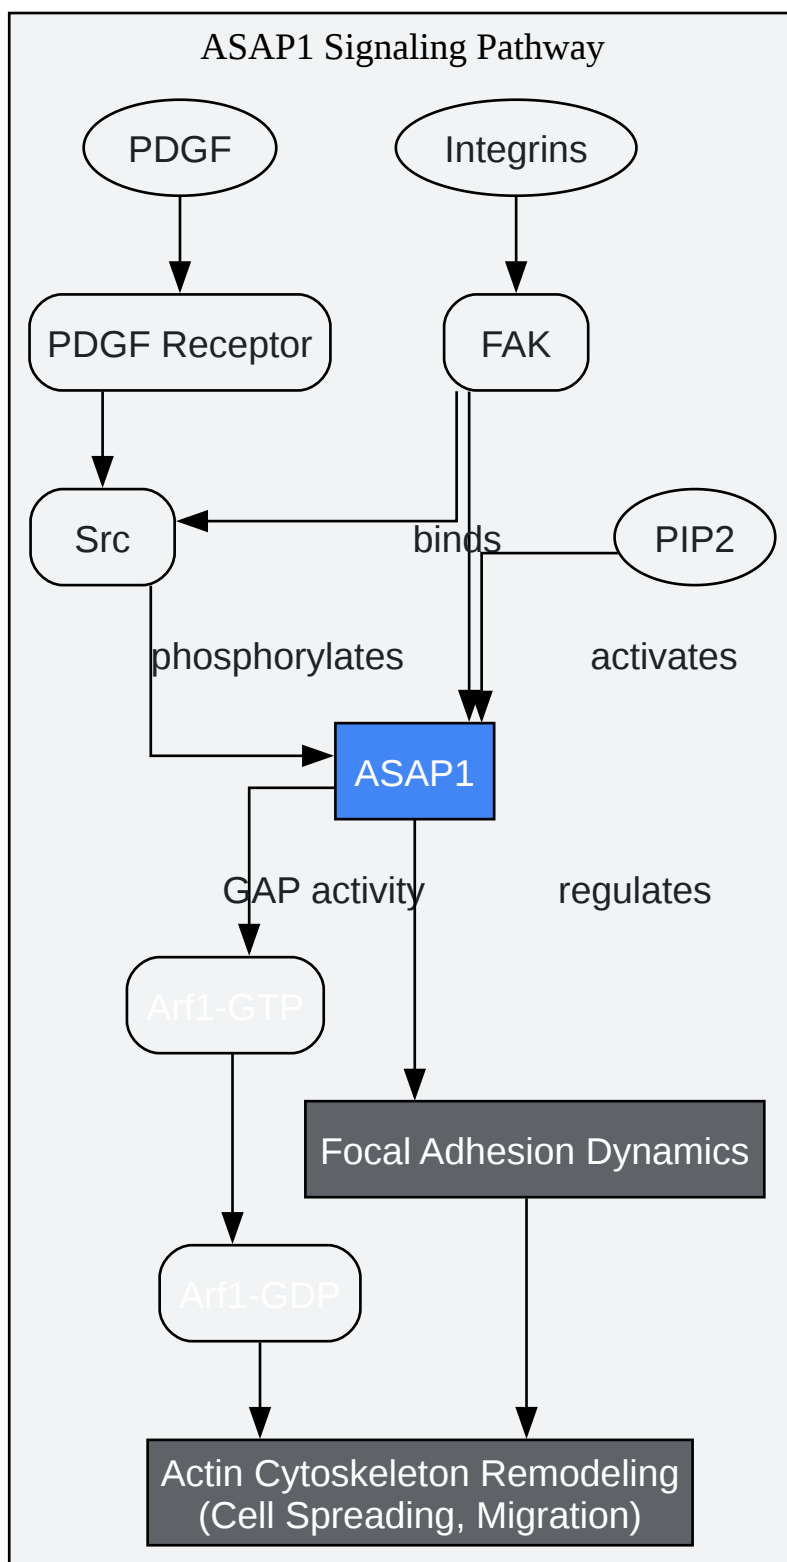 ASAP1 Signaling Pathway
PDGF
Integrins
PDGF Receptor
FAK
Src
binds
PIP2
phosphorylates
activates
ASAP1
GAP activity
regulates
Arf1-GTP
Focal Adhesion Dynamics
Arf1-GDP
Actin Cytoskeleton Remodeling
(Cell Spreading, Migration)